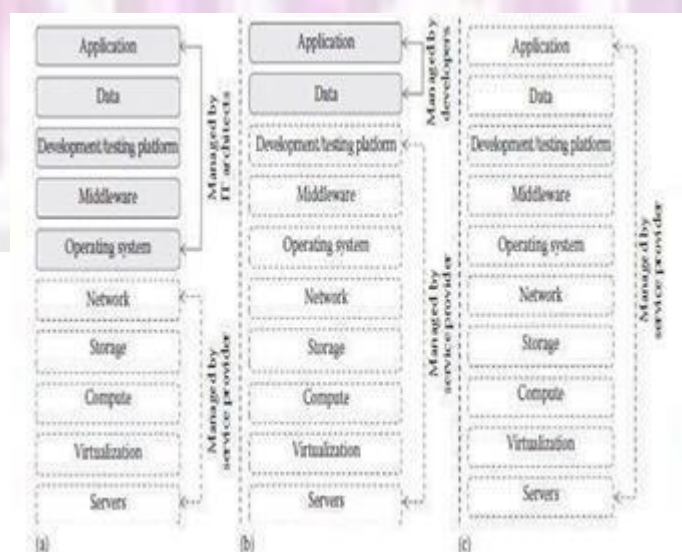 Application
Data
Development/testing platform
Middleware
Operating system
Network
Storage
Compute
Virtualization
Servers
Managed by
IT architects
Managed by
service provider
(a)
Application
Data
Development/testing platform
Middleware
Operating system
Network
Storage
Compute
Virtualization
Servers
Managed by
developers
Managed by
service provider
(b)
Application
Data
Development/testing platform
Middleware
Operating system
Network
Storage
Compute
Virtualization
Servers
Managed by
service provider
(c)